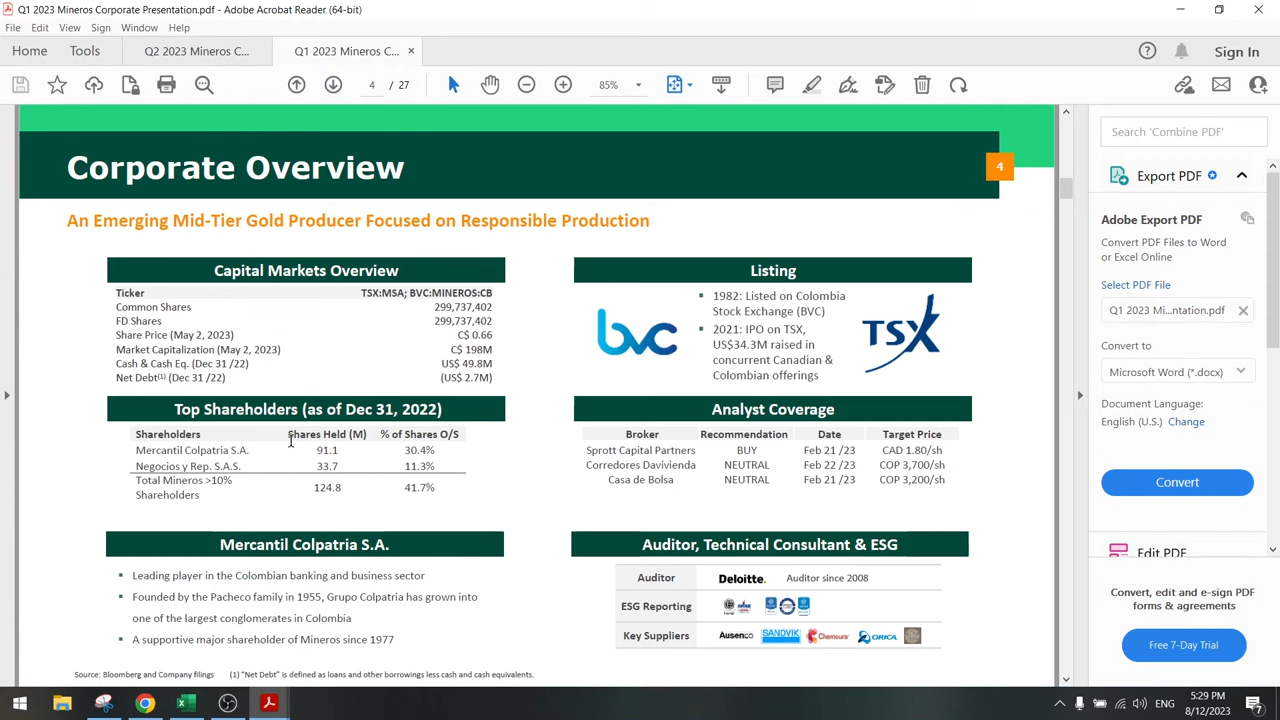 Q1 2023 Mineros Corporate Presentation.pdf - Adobe Acrobat Reader (64-bit)
File Edit View Sign Window Help
Home Tools Q2 2023 Mineros C... Q1 2023 Mineros C... × Sign In
4 / 27 85%
Corporate Overview
4
An Emerging Mid-Tier Gold Producer Focused on Responsible Production
Capital Markets Overview
Ticker TSX:MSA; BVC:MINEROS:CB
Common Shares 299,737,402
FD Shares 299,737,402
Share Price (May 2, 2023) C$ 0.66
Market Capitalization (May 2, 2023) C$ 198M
Cash & Cash Eq. (Dec 31 /22) US$ 49.8M
Net Debt(1) (Dec 31 /22) (US$ 2.7M)
Listing
bvc
▪ 1982: Listed on Colombia
Stock Exchange (BVC)
▪ 2021: IPO on TSX,
US$34.3M raised in
concurrent Canadian &
Colombian offerings
TSX
Top Shareholders (as of Dec 31, 2022)
Shareholders Shares Held (M) % of Shares O/S
Mercantil Colpatria S.A. 91.1 30.4%
Negocios y Rep. S.A.S. 33.7 11.3%
Total Mineros >10%
Shareholders 124.8 41.7%
Analyst Coverage
Broker Recommendation Date Target Price
Sprott Capital Partners BUY Feb 21 /23 CAD 1.80/sh
Corredores Davivienda NEUTRAL Feb 22 /23 COP 3,700/sh
Casa de Bolsa NEUTRAL Feb 21 /23 COP 3,200/sh
Mercantil Colpatria S.A.
▪ Leading player in the Colombian banking and business sector
▪ Founded by the Pacheco family in 1955, Grupo Colpatria has grown into
one of the largest conglomerates in Colombia
▪ A supportive major shareholder of Mineros since 1977
Auditor, Technical Consultant & ESG
Auditor Deloitte. Auditor since 2008
ESG Reporting
Key Suppliers Ausenco SANDVIK Chemours ORICA
Source: Bloomberg and Company filings (1) "Net Debt" is defined as loans and other borrowings less cash and cash equivalents.
Search 'Combine PDF'
Export PDF
Adobe Export PDF
Convert PDF Files to Word
or Excel Online
Select PDF File
Q1 2023 Mi...ntation.pdf
Convert to
Microsoft Word (*.docx)
Document Language:
English (U.S.) Change
Convert
Edit PDF
Convert, edit and e-sign PDF
forms & agreements
Free 7-Day Trial
ENG
5:29 PM
8/12/2023
7